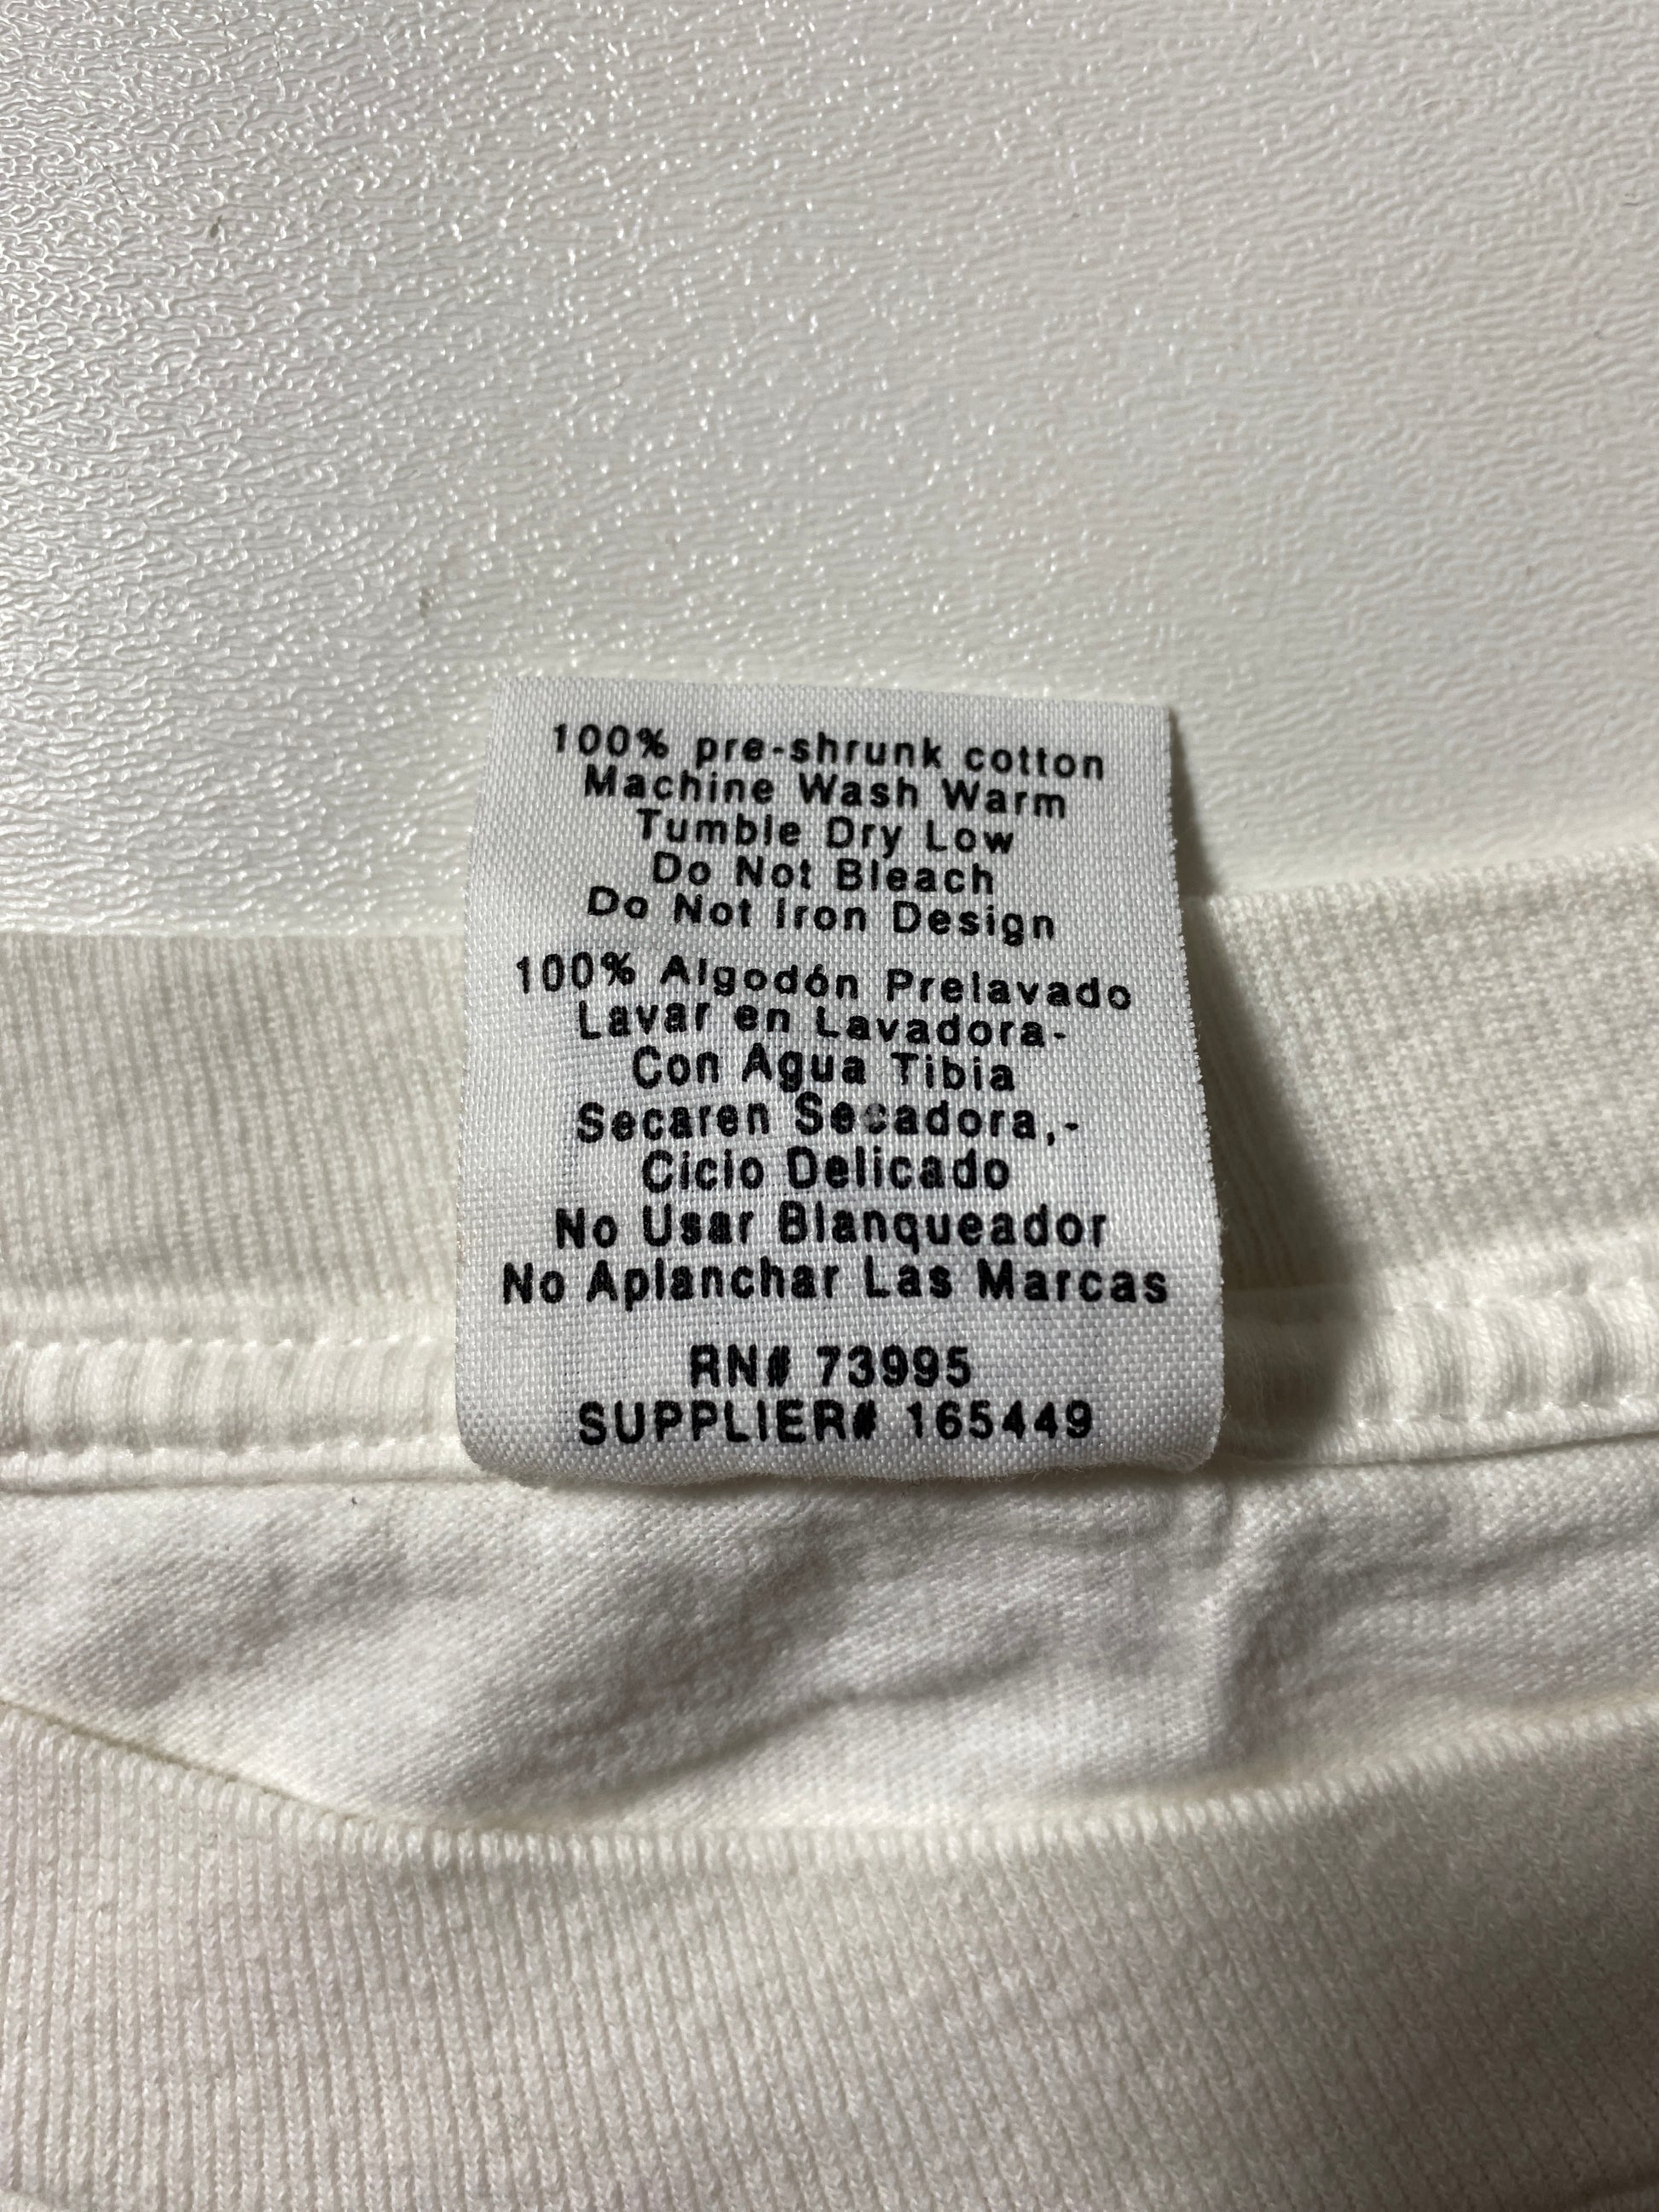 100% pre-shrunk cotton
Machine Wash Warm
Tumble Dry Low
Do Not Bleach
Do Not Iron Design
100% Algodón Prelavado
Lavar en Lavadora-
Con Agua Tibia
Secaren Secadora,-
Ciclo Delicado
No Usar Blanqueador
No Aplanchar Las Marcas
RN# 73995
SUPPLIER# 165449